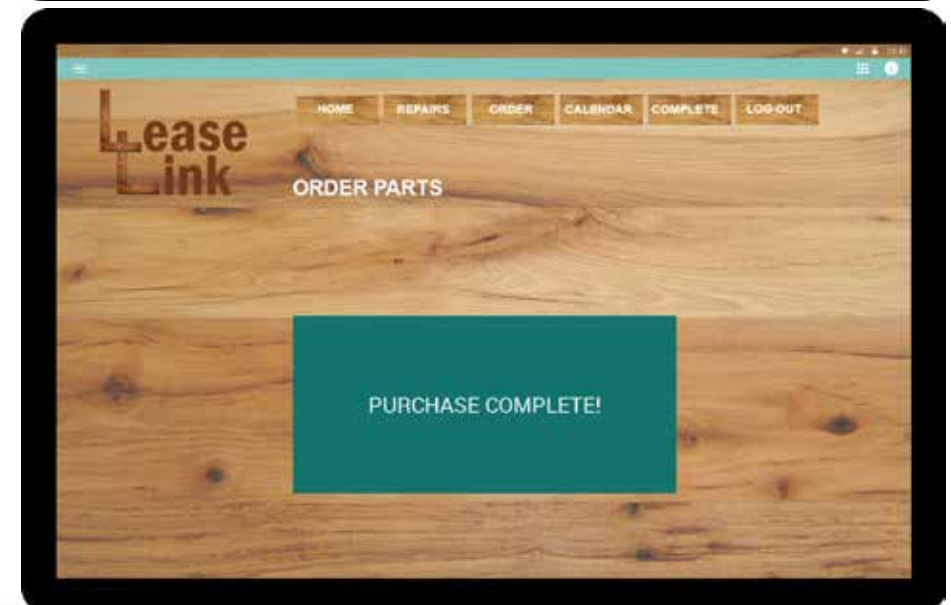 Lease
Link
HOME REPAIRS ORDER CALENDAR COMPLETE LOG OUT
ORDER PARTS
PURCHASE COMPLETE!